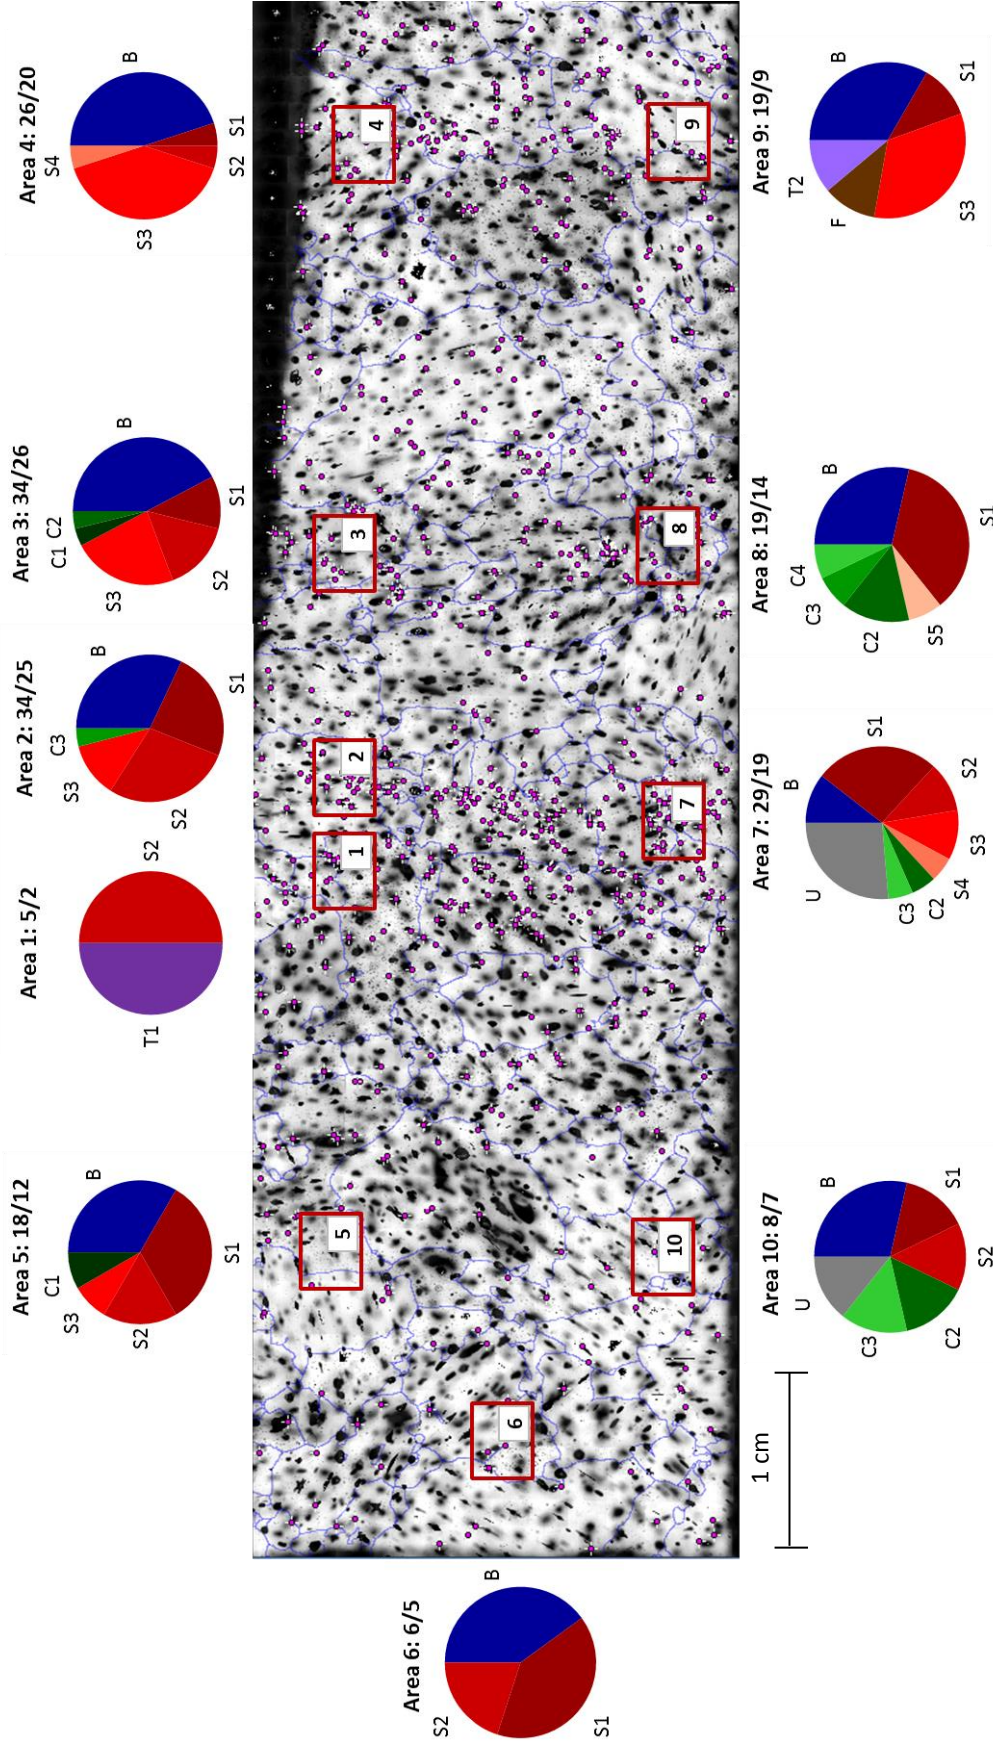 Area 6: 6/5
B
S2
S1
Area 5: 18/12
B
C1
S3
S2
S1
Area 1: 5/2
T1
S2
Area 2: 34/25
B
C3
S3
S2
S1
Area 3: 34/26
B
C2
C1
S3
S2
S1
Area 4: 26/20
B
S4
S3
S2
S1
5
1
2
3
4
6
10
7
8
9
1 cm
Area 10: 8/7
B
U
C3
C2
S2
S1
Area 7: 29/19
B
U
C3
C2
S4
S3
S2
S1
Area 8: 19/14
B
C4
C3
C2
S5
S1
Area 9: 19/9
B
T2
F
S3
S1